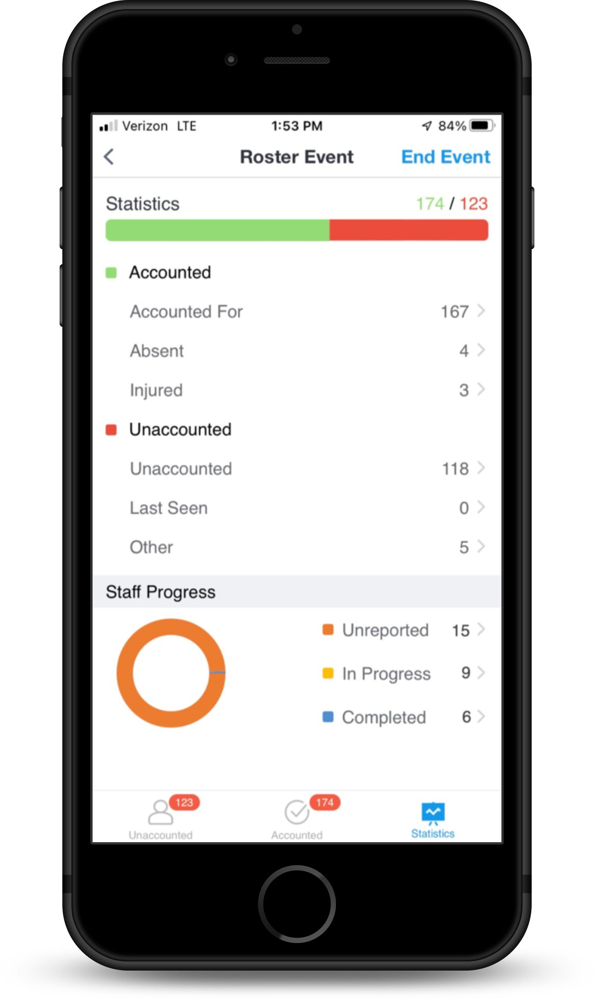 Verizon LTE 1:53 PM 84%
Roster Event End Event
Statistics 174 / 123
Accounted
Accounted For 167
Absent 4
Injured 3
Unaccounted
Unaccounted 118
Last Seen 0
Other 5
Staff Progress
Unreported 15
In Progress 9
Completed 6
123 174
Unaccounted Accounted Statistics